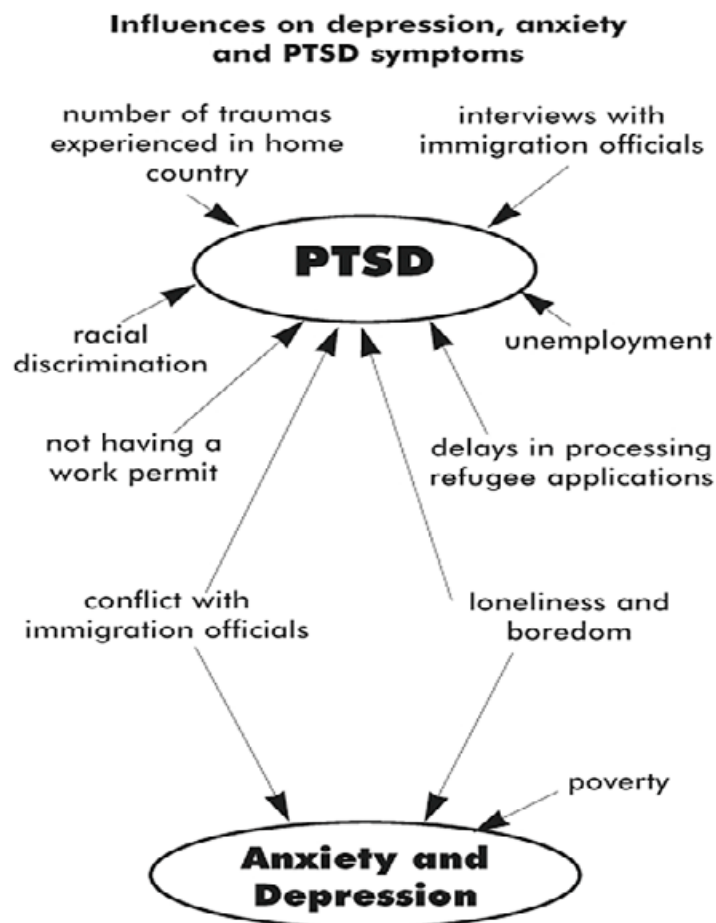 Influences on depression, anxiety
and PTSD symptoms
number of traumas
experienced in home
country
interviews with
immigration officials
PTSD
racial
discrimination
unemployment
not having a
work permit
delays in processing
refugee applications
conflict with
immigration officials
loneliness and
boredom
poverty
Anxiety and
Depression